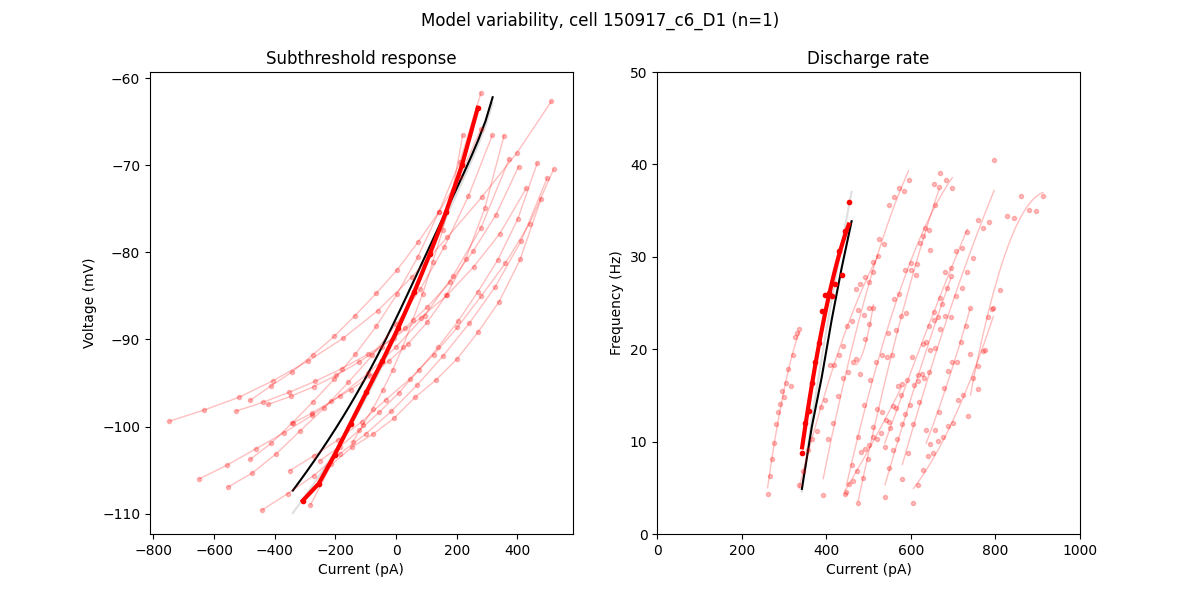 Model variability, cell 150917_c6_D1 (n=1)
Subthreshold response
Discharge rate
−60
−70
−80
−90
−100
−110
Voltage (mV)
−800 −600 −400 −200 0 200 400
Current (pA)
50
40
30
20
10
0
Frequency (Hz)
0 200 400 600 800 1000
Current (pA)